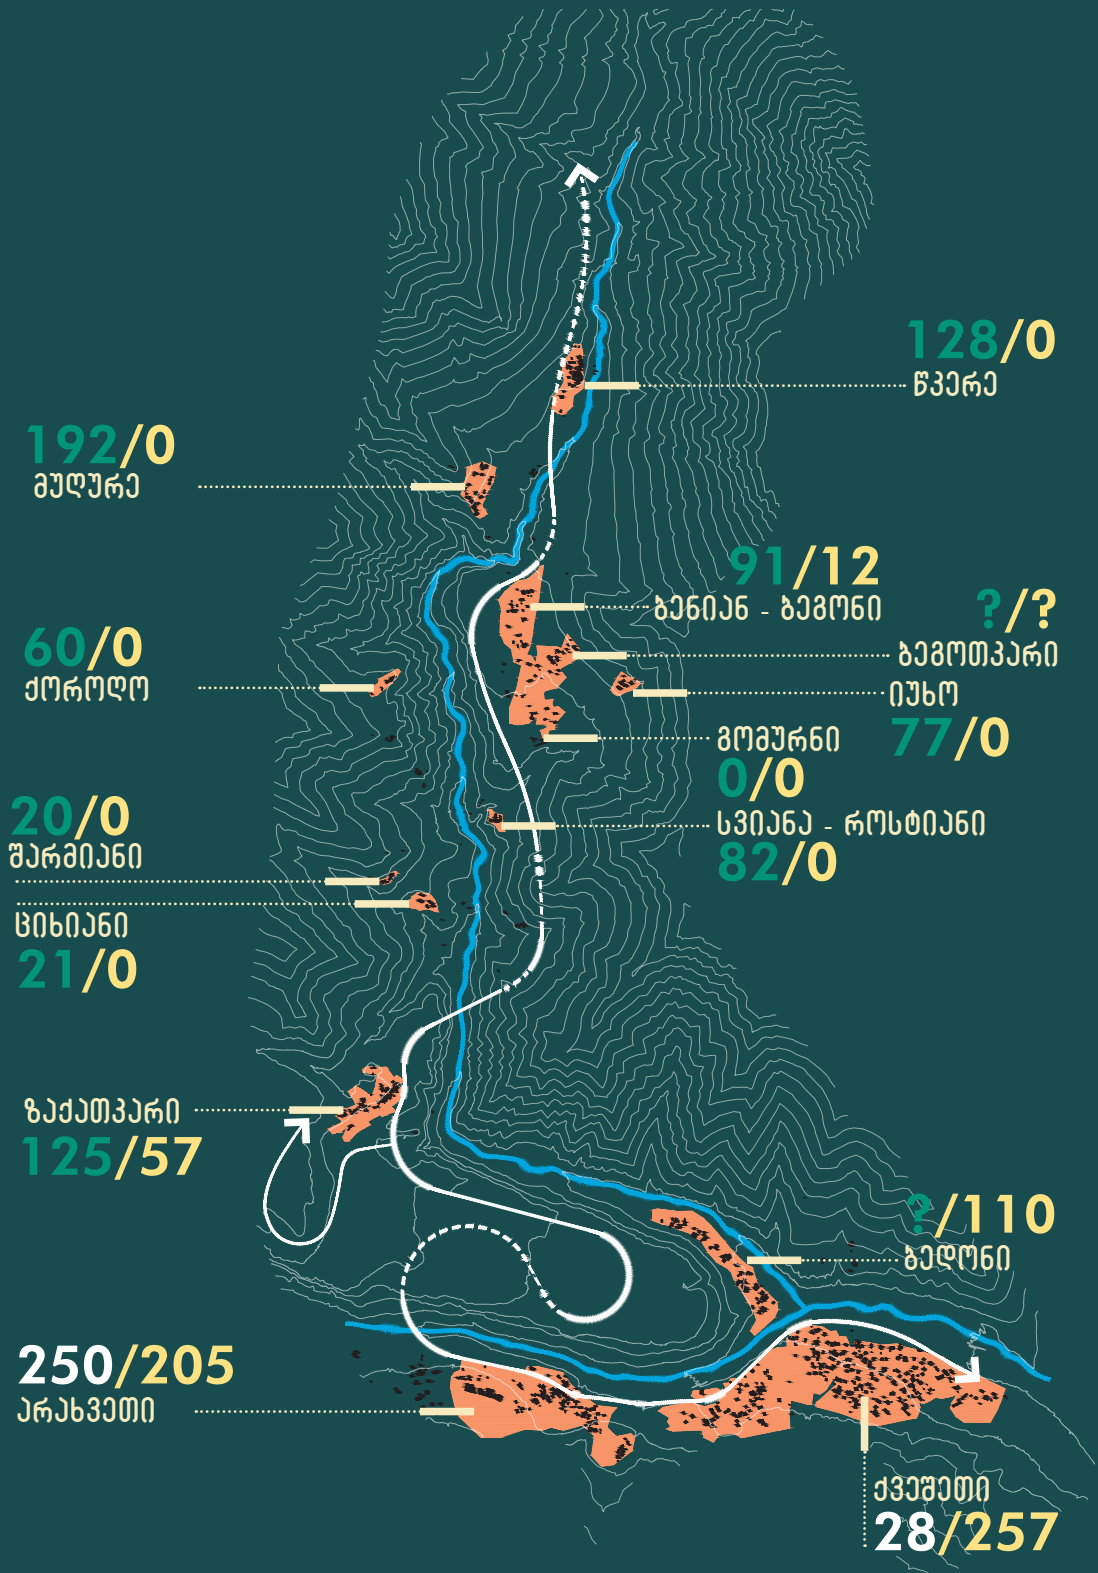 128/0
წკერე
192/0
მუღურე
91/12
ბენიან - ბეგონი
?/?
ბეგოთკარი
60/0
ქოროღო
იუხო
77/0
გომურნი
0/0
20/0
შარმიანი
სვიანა - როსტიანი
82/0
ციხიანი
21/0
ზაქათკარი
125/57
?/110
ბედონი
250/205
არახვეთი
ქვეშეთი
28/257